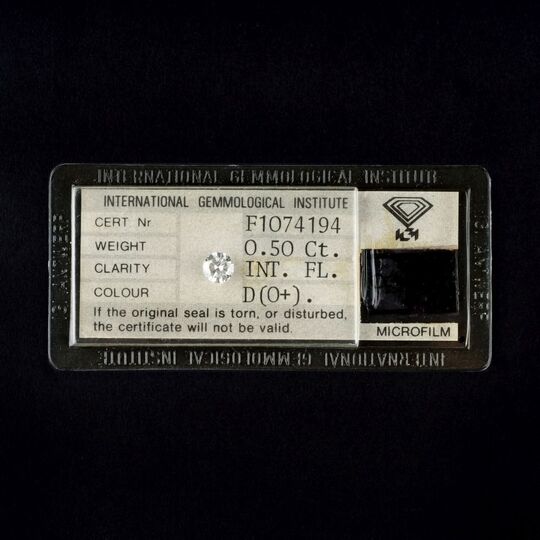 INTERNATIONAL GEMMOLOGICAL INSTITUTE
INTERNATIONAL GEMMOLOGICAL INSTITUTE
CERT Nr F1074194
WEIGHT 0.50 Ct.
CLARITY INT. FL.
COLOUR D(0+).
If the original seal is torn, or disturbed,
the certificate will not be valid.
IGI
MICROFILM
INTERNATIONAL GEMMOLOGICAL INSTITUTE